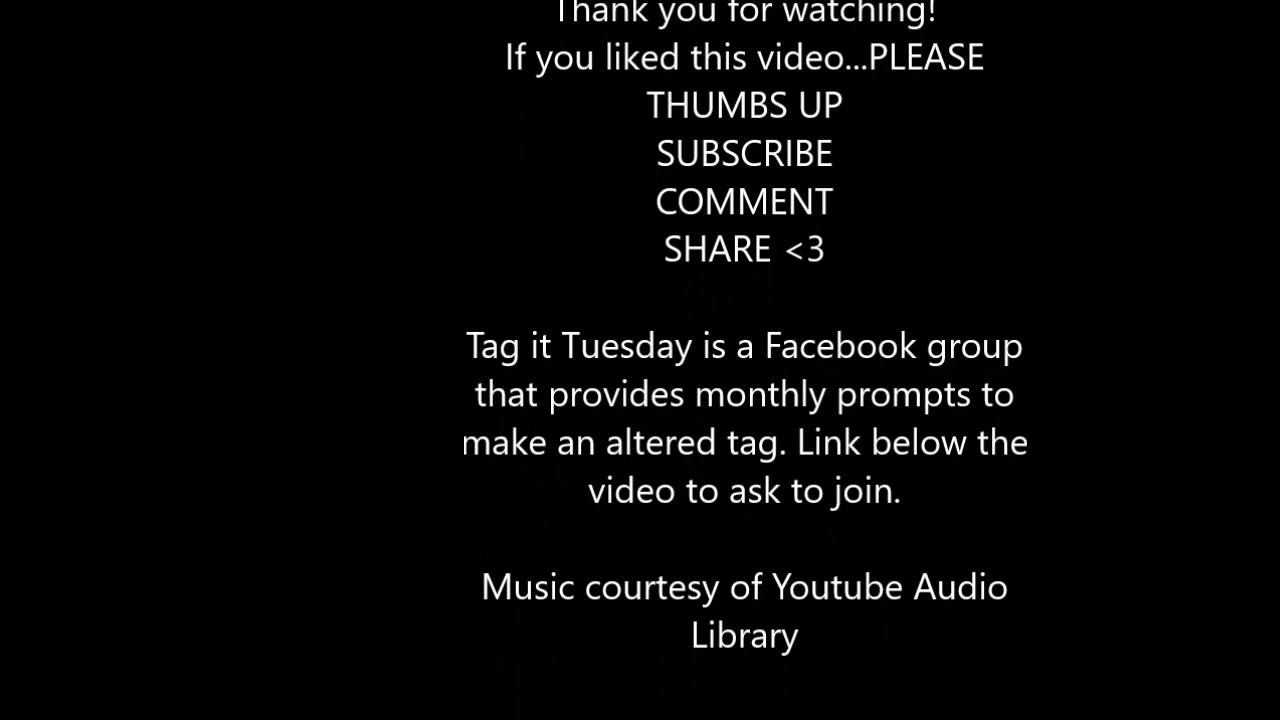 Thank you for watching!
If you liked this video...PLEASE
THUMBS UP
SUBSCRIBE
COMMENT
SHARE <3
Tag it Tuesday is a Facebook group
that provides monthly prompts to
make an altered tag. Link below the
video to ask to join.
Music courtesy of Youtube Audio
Library